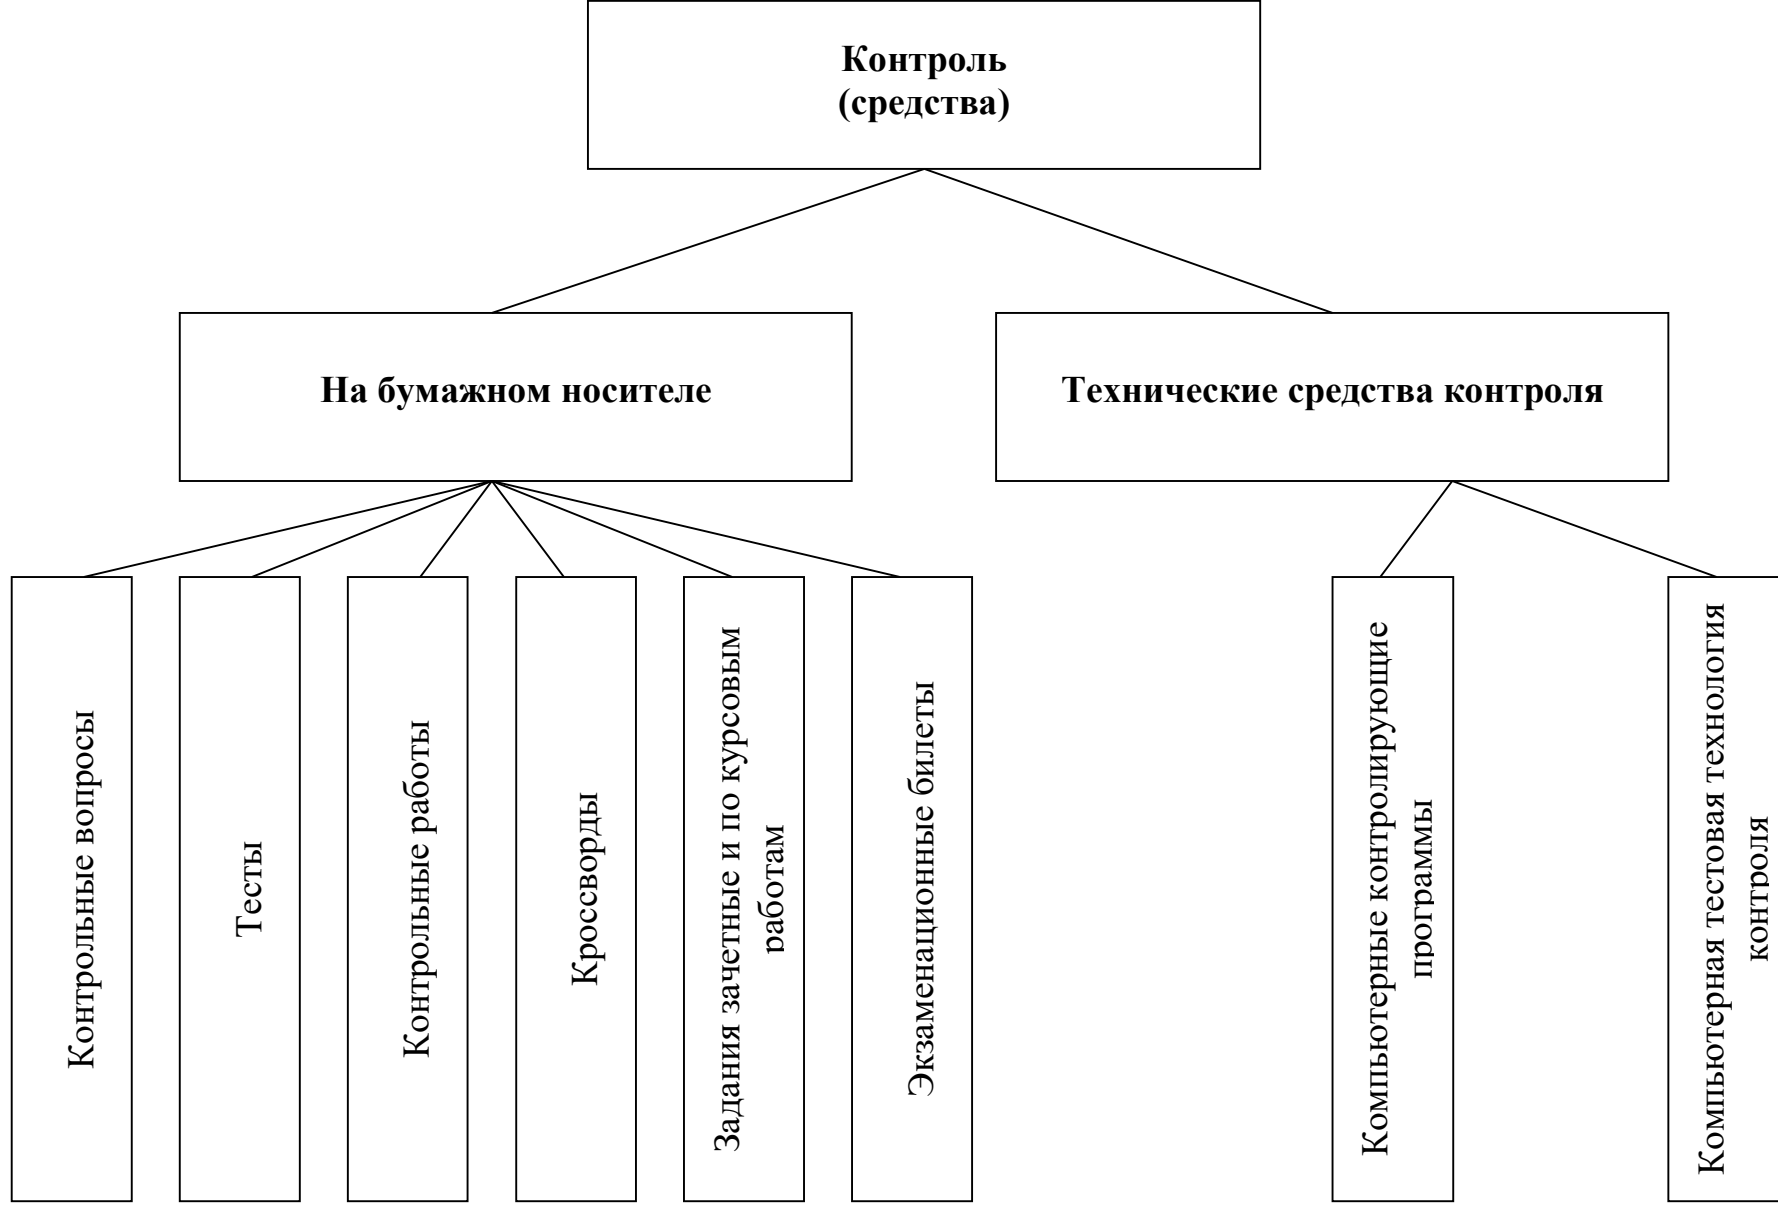 Контроль
(средства)
На бумажном носителе
Технические средства контроля
Контрольные вопросы
Тесты
Контрольные работы
Кроссворды
Задания зачетные и по курсовым
работам
Экзаменационные билеты
Компьютерные контролирующие
программы
Компьютерная тестовая технология
контроля